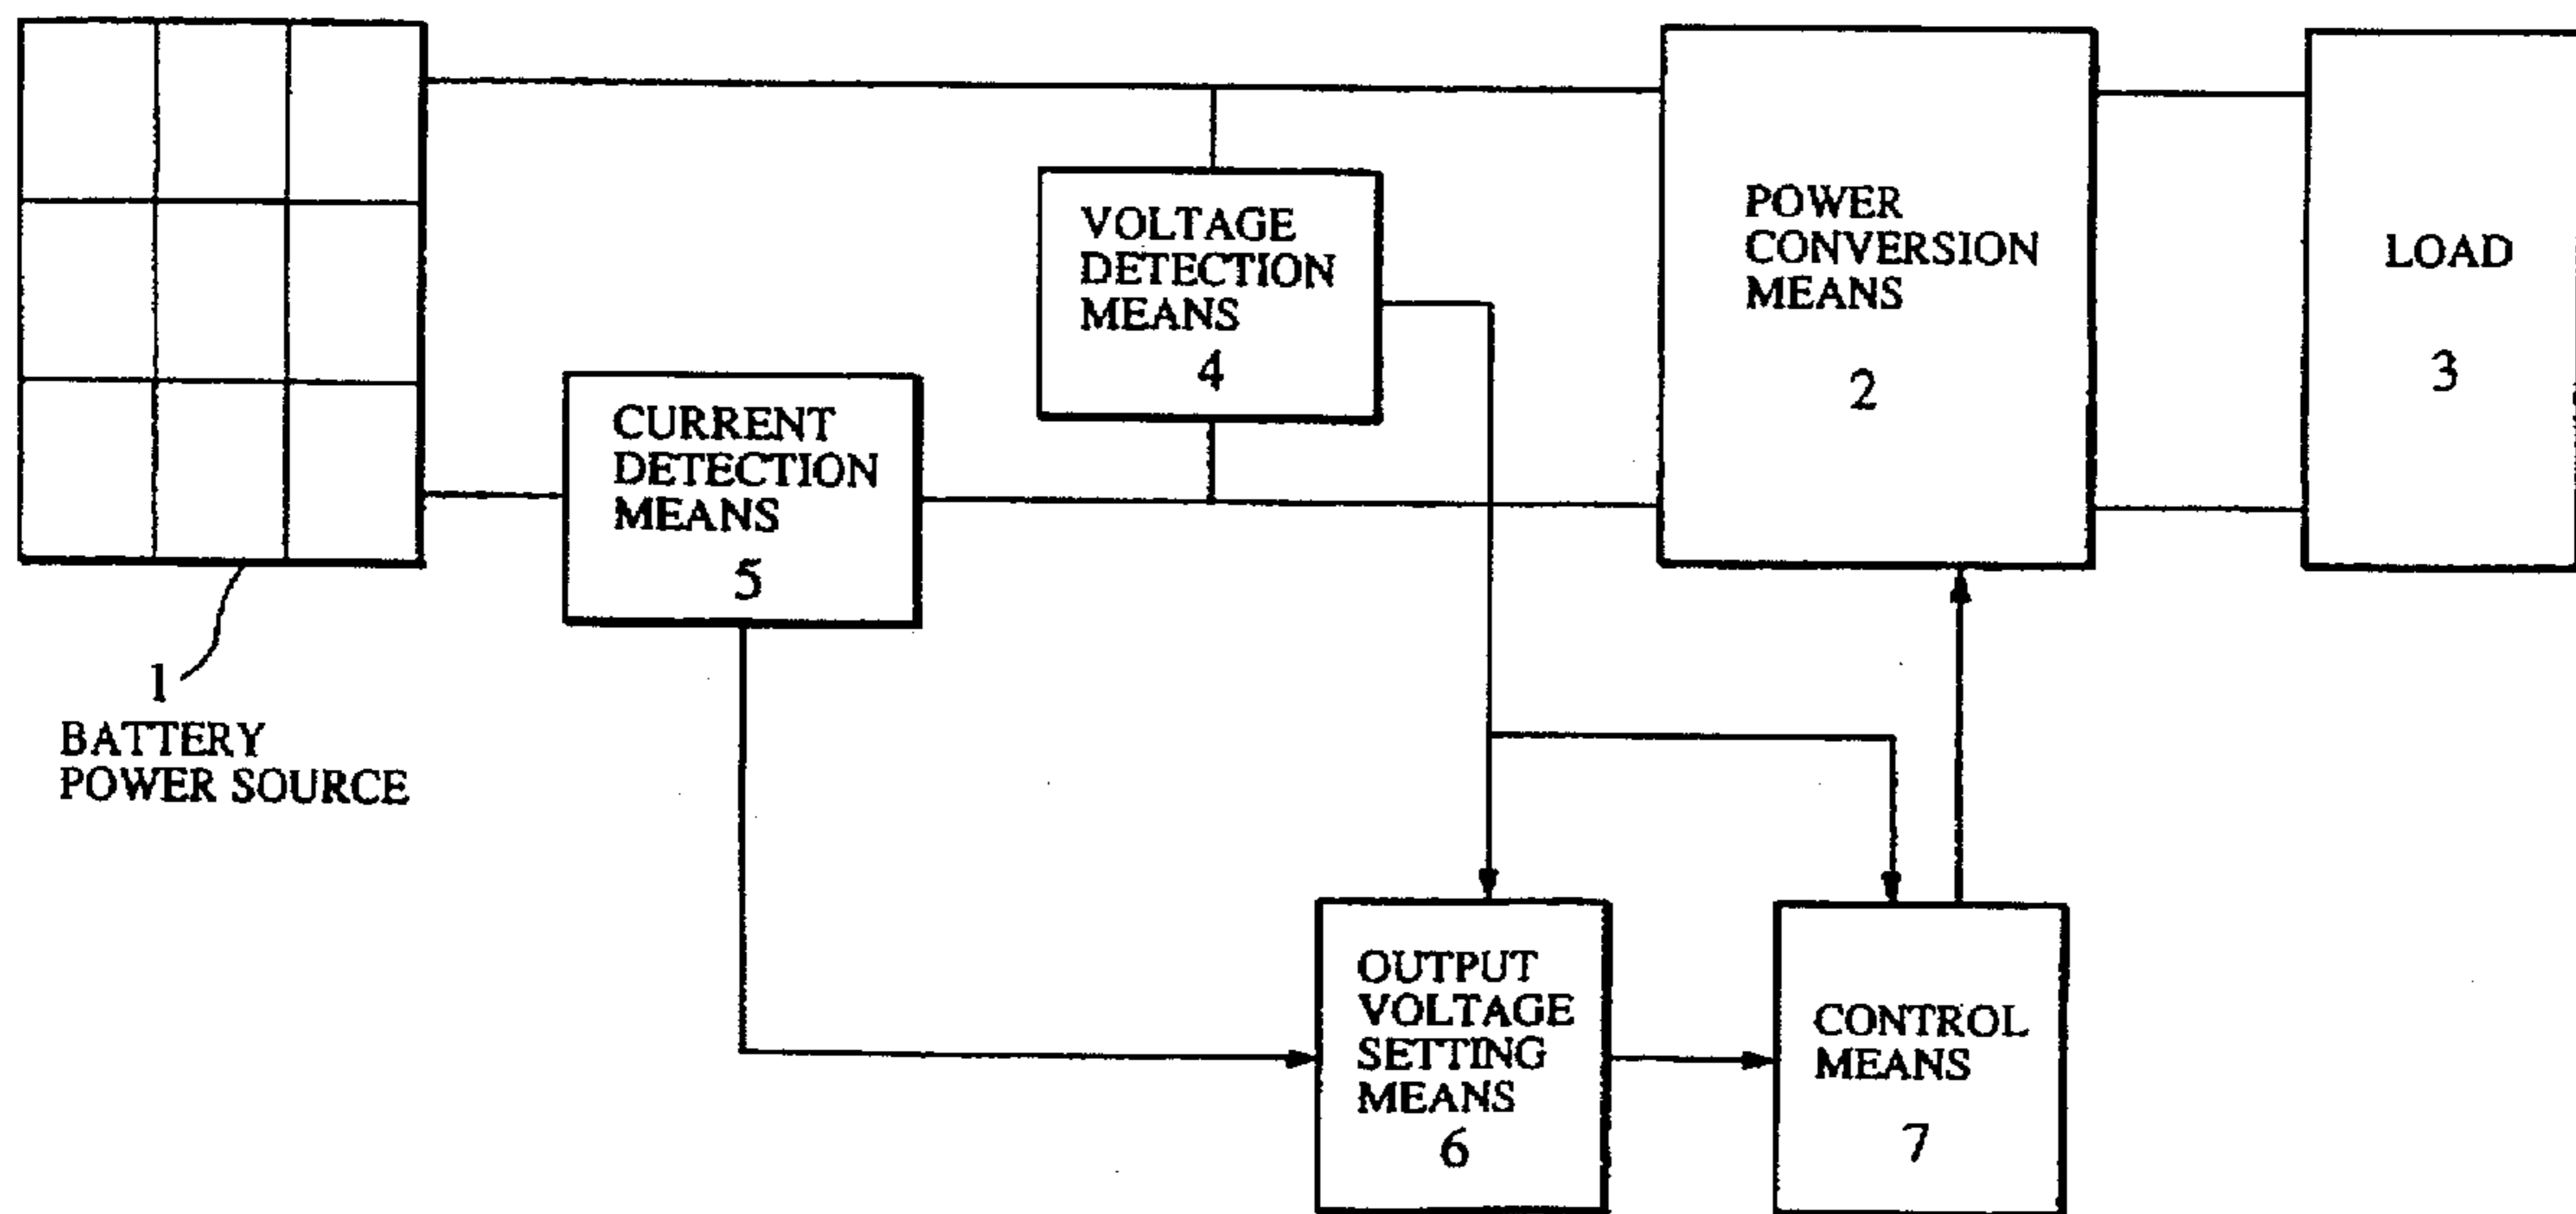 VOLTAGE
DETECTION
MEANS
4
POWER
CONVERSION
MEANS
2
LOAD
3
CURRENT
DETECTION
MEANS
5
1
BATTERY
POWER SOURCE
OUTPUT
VOLTAGE
SETTING
MEANS
6
CONTROL
MEANS
7